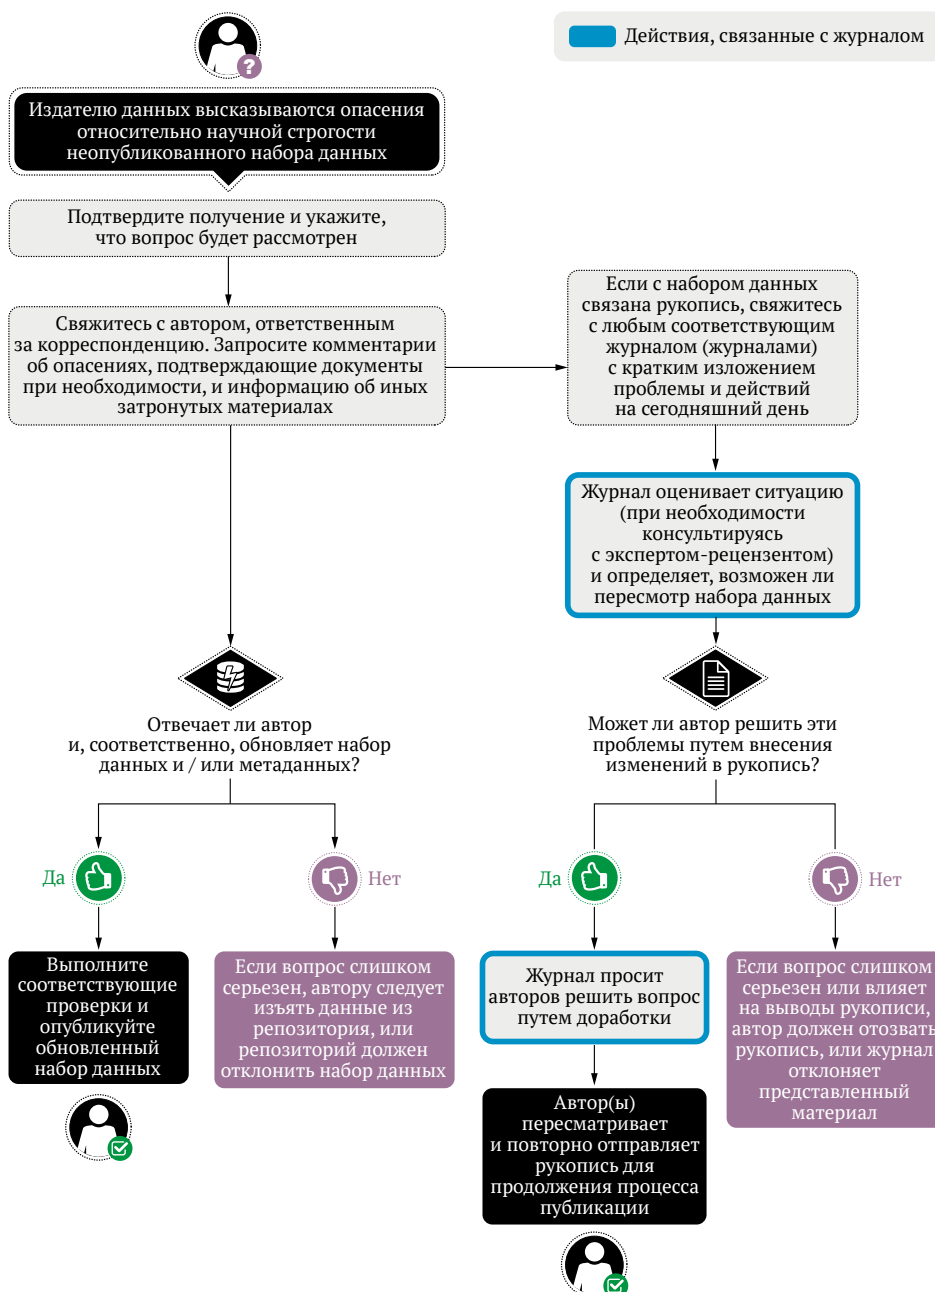 Действия, связанные с журналом
?
Издателю данных высказываются опасения
относительно научной строгости
неопубликованного набора данных
Подтвердите получение и укажите,
что вопрос будет рассмотрен
Свяжитесь с автором, ответственным
за корреспонденцию. Запросите комментарии
об опасениях, подтверждающие документы
при необходимости, и информацию об иных
затронутых материалах
Если с набором данных
связана рукопись, свяжитесь
с любым соответствующим
журналом (журналами)
с кратким изложением
проблемы и действий
на сегодняшний день
Журнал оценивает ситуацию
(при необходимости
консультируясь
с экспертом-рецензентом)
и определяет, возможен ли
пересмотр набора данных
Отвечает ли автор
и, соответственно, обновляет набор
данных и / или метаданных?
Может ли автор решить эти
проблемы путем внесения
изменений в рукопись?
Да
Нет
Да
Нет
Выполните
соответствующие
проверки и
опубликуйте
обновленный
набор данных
Если вопрос слишком
серьезен, автору следует
изъять данные из
репозитория, или
репозиторий должен
отклонить набор данных
Журнал просит
авторов решить вопрос
путем доработки
Если вопрос слишком
серьезен или влияет
на выводы рукописи,
автор должен отозвать
рукопись, или журнал
отклоняет
представленный
материал
Автор(ы)
пересматривает
и повторно отправляет
рукопись для
продолжения процесса
публикации